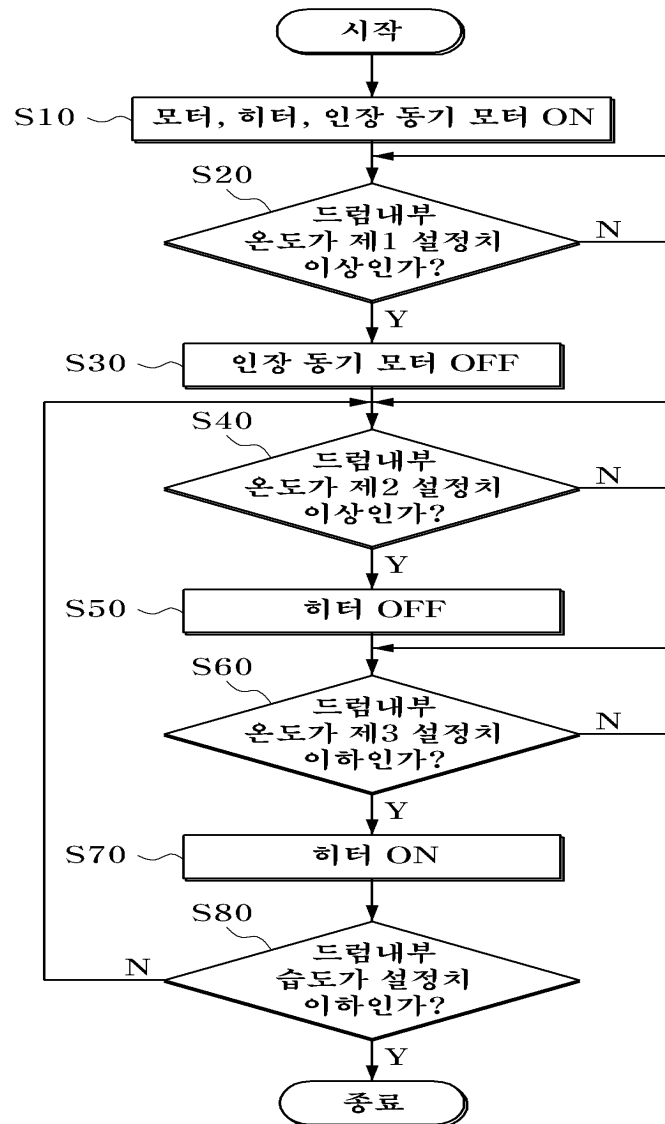 시작
S10
모터, 히터, 인장 동기 모터 ON
S20
드럼내부
온도가 제1 설정치
이상인가?
N
Y
S30
인장 동기 모터 OFF
S40
드럼내부
온도가 제2 설정치
이상인가?
N
Y
S50
히터 OFF
S60
드럼내부
온도가 제3 설정치
이하인가?
N
Y
S70
히터 ON
S80
드럼내부
습도가 설정치
이하인가?
N
Y
종료